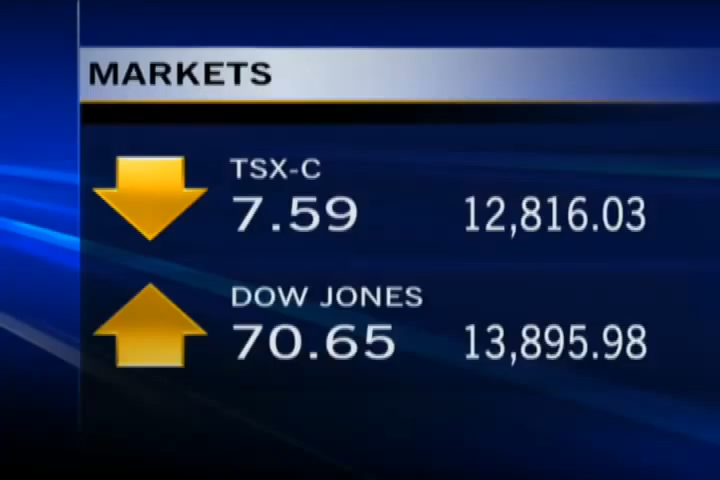 MARKETS
TSX-C
7.59 12,816.03
DOW JONES
70.65 13,895.98